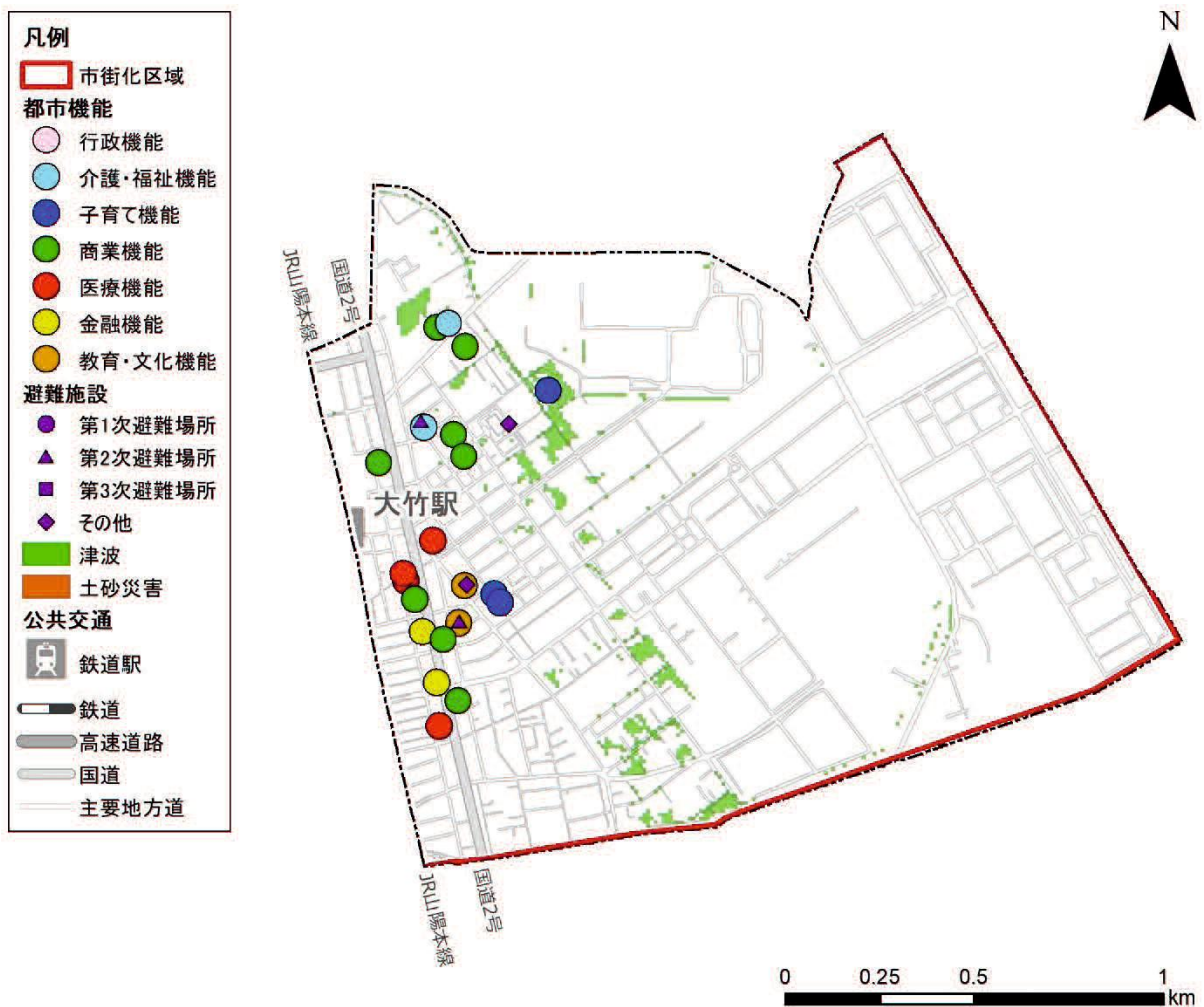 凡例
市街化区域
都市機能
行政機能
介護・福祉機能
子育て機能
商業機能
医療機能
金融機能
教育・文化機能
避難施設
第1次避難場所
第2次避難場所
第3次避難場所
その他
津波
土砂災害
公共交通
鉄道駅
鉄道
高速道路
国道
主要地方道
N
JR山陽本線
国道2号
大竹駅
JR山陽本線
国道2号
0 0.25 0.5 1
km